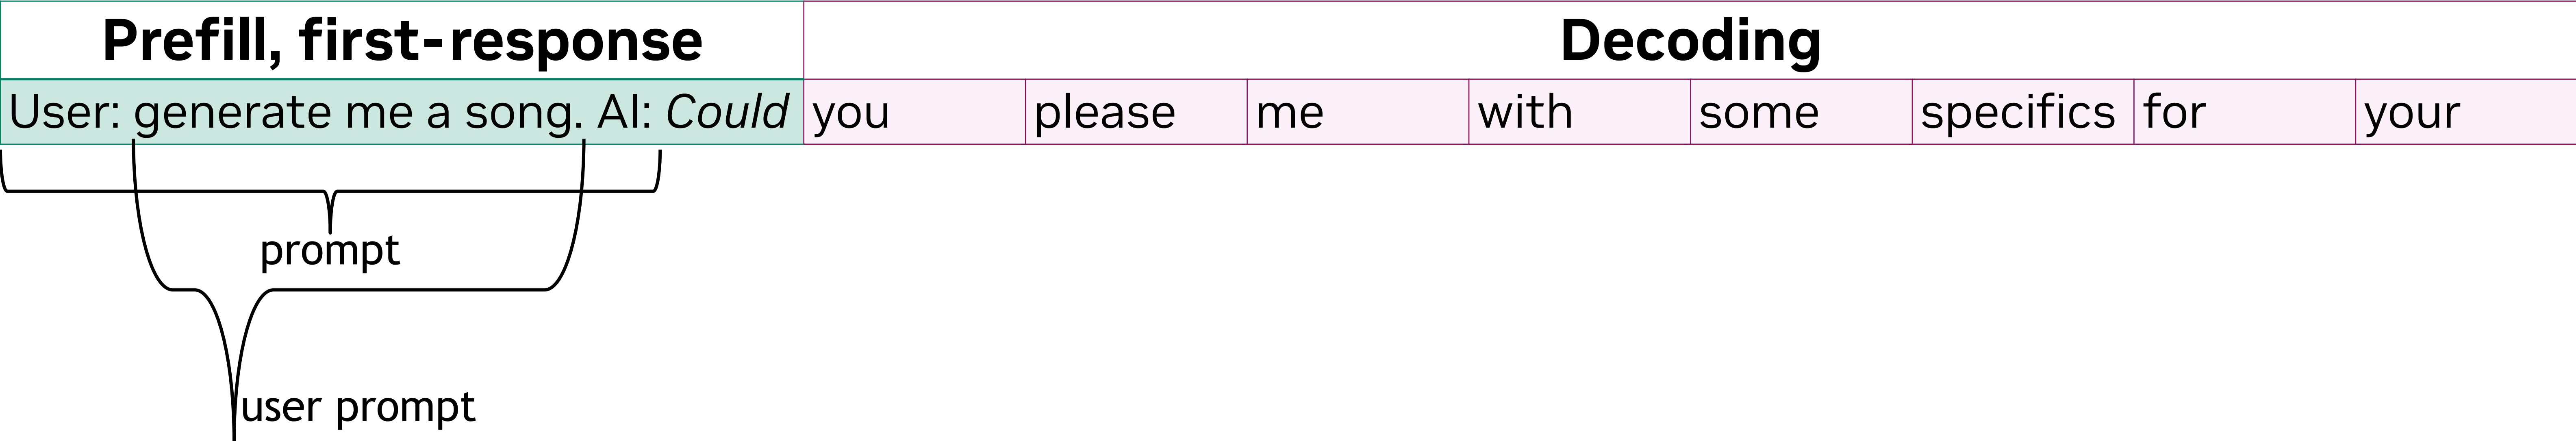 Prefill, first-response Decoding
User: generate me a song. AI: Could you please me with some specifics for your
prompt
user prompt